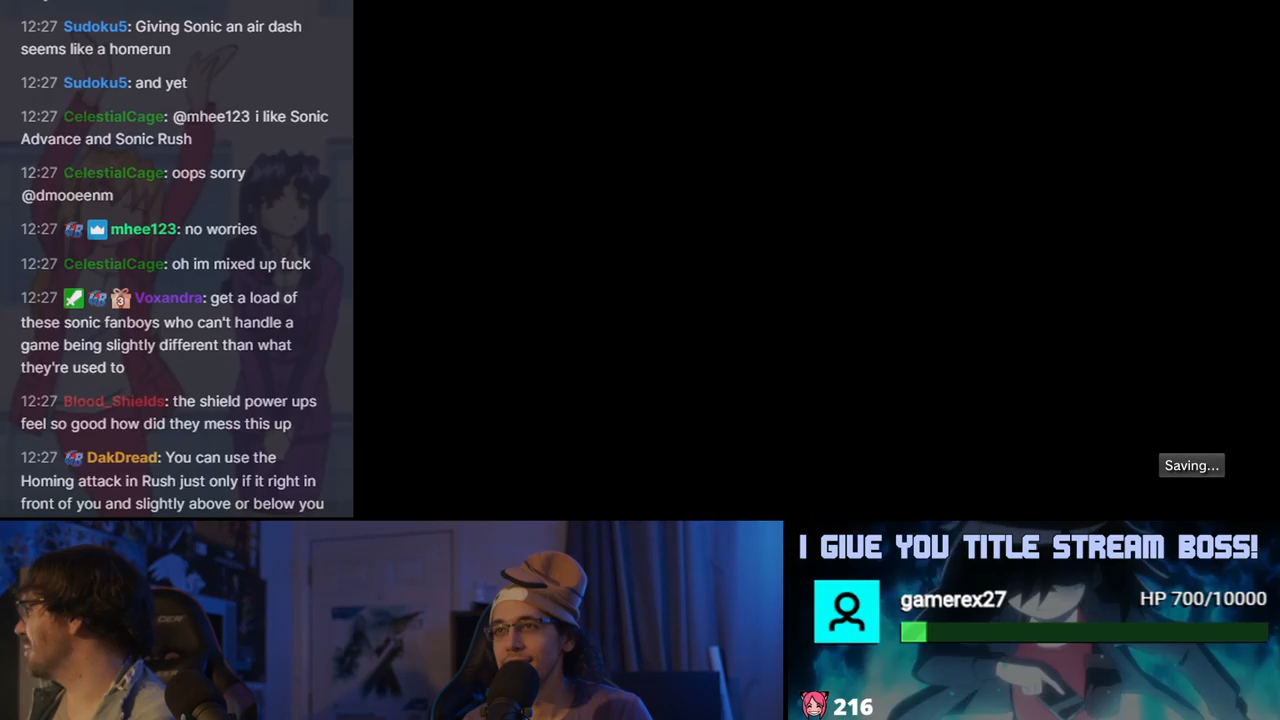 12:27 Sudoku5: Giving Sonic an air dash
seems like a homerun
12:27 Sudoku5: and yet
12:27 CelestialCage: @mhee123 i like Sonic
Advance and Sonic Rush
12:27 CelestialCage: oops sorry
@dmooeenm
12:27 mhee123: no worries
12:27 CelestialCage: oh im mixed up fuck
12:27 3 Voxandra: get a load of
these sonic fanboys who can't handle a
game being slightly different than what
they're used to
12:27 Blood_Shields: the shield power ups
feel so good how did they mess this up
12:27 DakDread: You can use the
Homing attack in Rush just only if it right in
front of you and slightly above or below you
Saving...
I GIVE YOU TITLE STREAM BOSS!
gamerex27 HP 700/10000
216